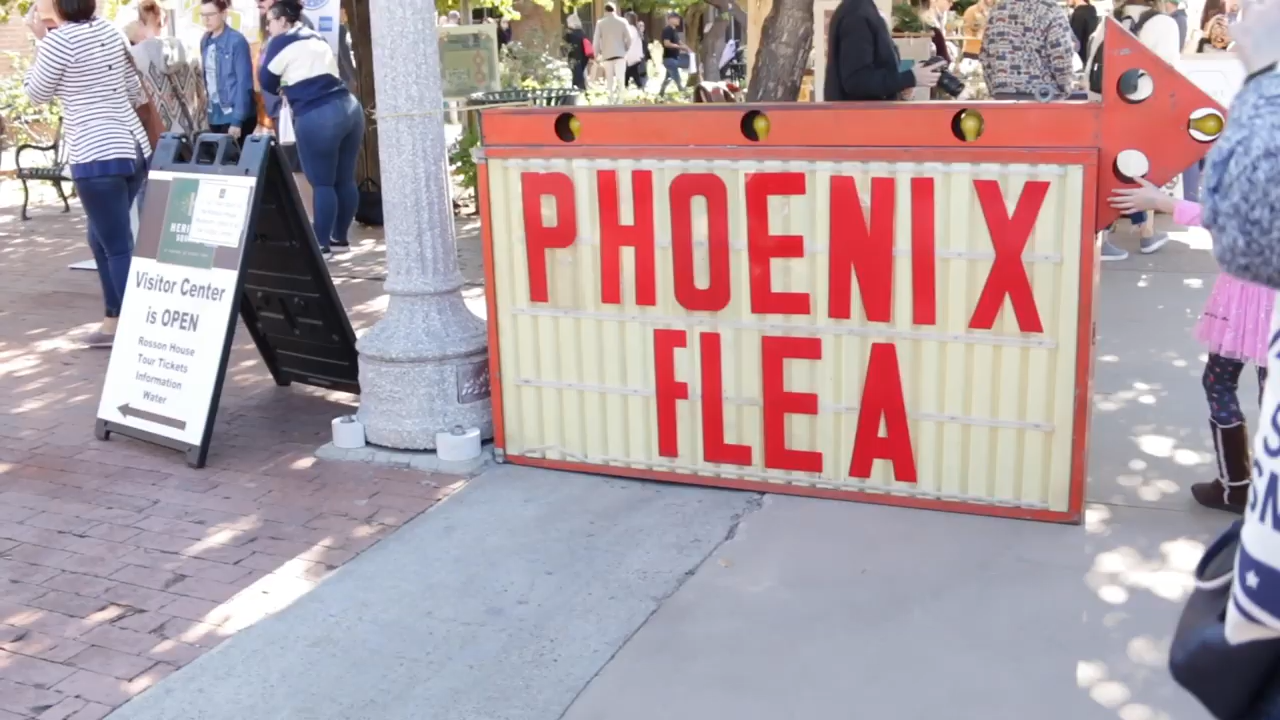 Visitor Center
is OPEN
Rosson House
Tour Tickets
Information
Water
PHOENIX
FLEA